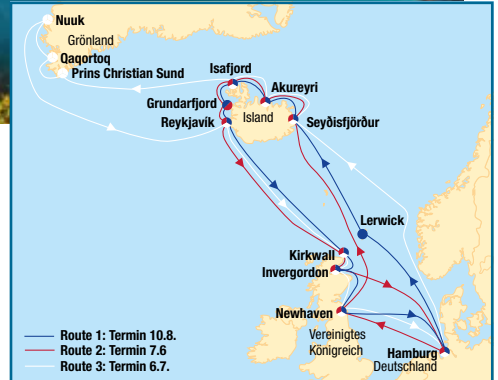 Nuuk
Grönland
Qaqortoq
Prins Christian Sund
Isafjord
Akureyri
Grundarfjord
Island
Reykjavík
Seyðisfjörður
Lerwick
Kirkwall
Invergordon
Newhaven
Vereinigtes
Königreich
Hamburg
Deutschland
Route 1: Termin 10.8.
Route 2: Termin 7.6
Route 3: Termin 6.7.